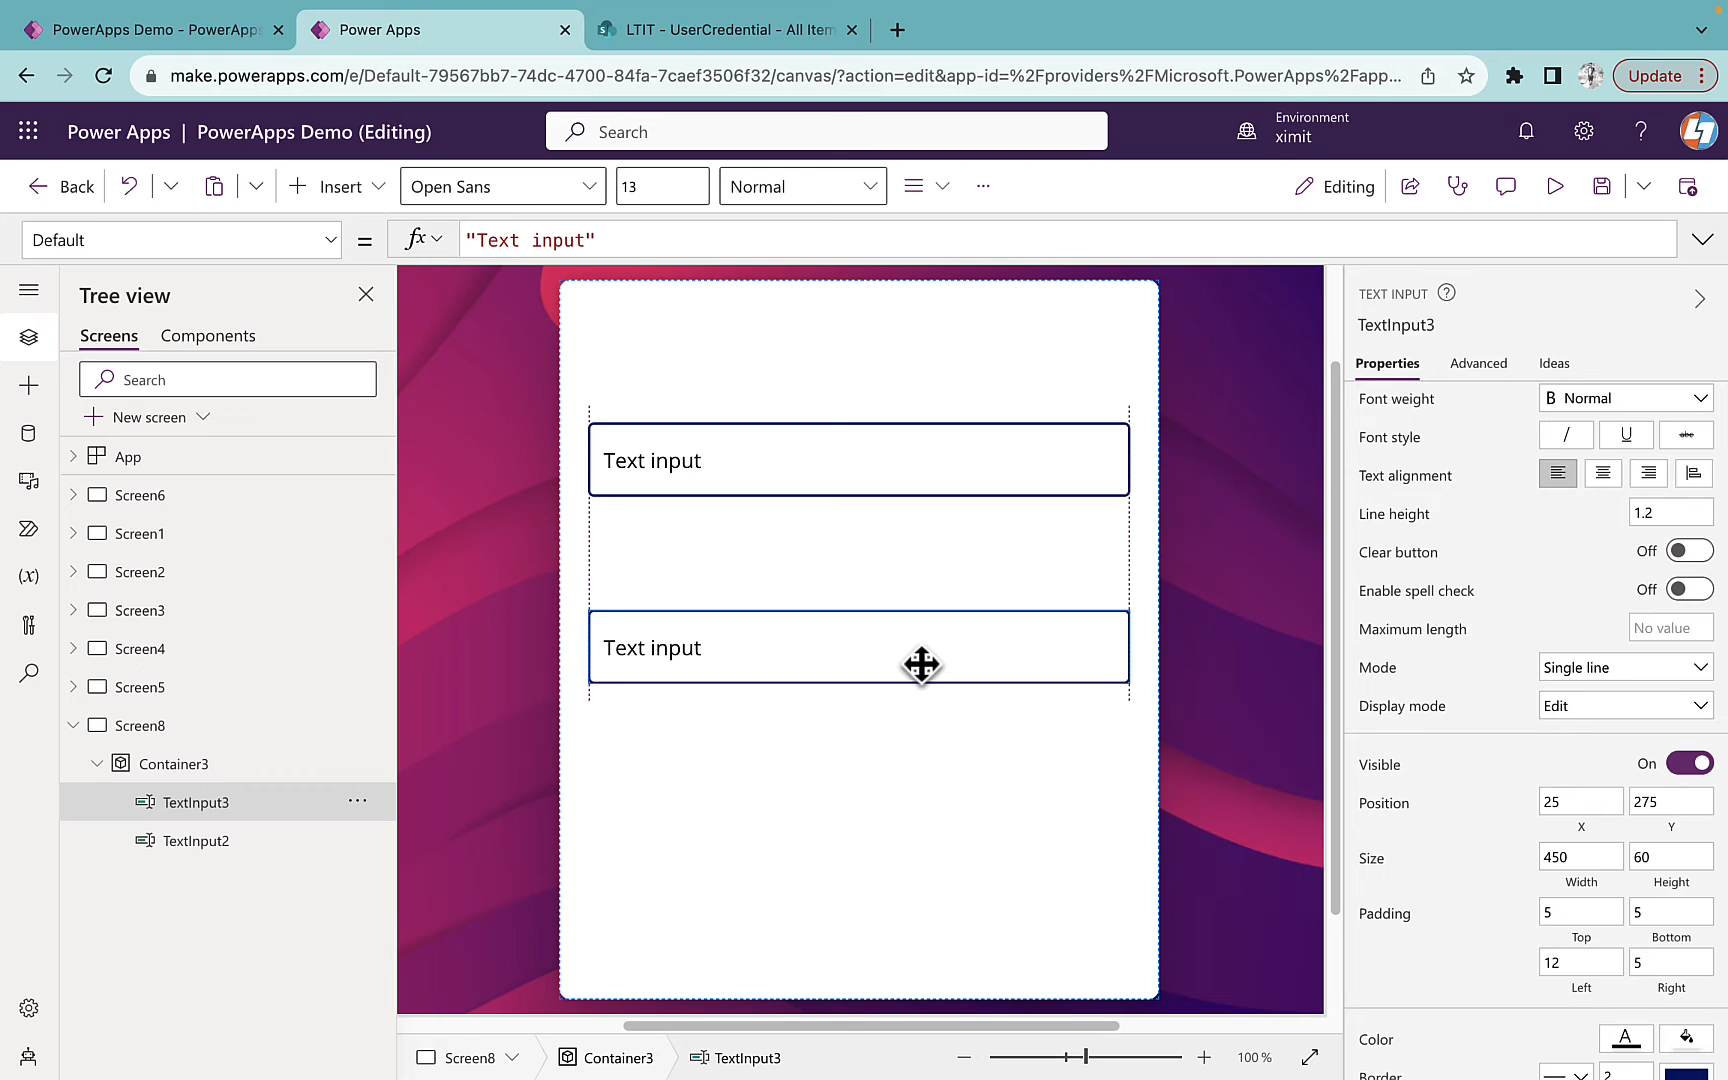 PowerApps Demo - PowerApps
Power Apps
LTIT - UserCredential - All Item
make.powerapps.com/e/Default-79567bb7-74dc-4700-84fa-7caef3506f32/canvas/?action=edit&app-id=%2Fproviders%2FMicrosoft.PowerApps%2Fapp...
Update
Power Apps | PowerApps Demo (Editing)
Search
Environment
ximit
Back
Insert
Open Sans
13
Normal
Editing
Default
=
fx
"Text input"
Tree view
Screens
Components
Search
New screen
App
Screen6
Screen1
Screen2
Screen3
Screen4
Screen5
Screen8
Container3
TextInput3
TextInput2
Text input
Text input
TEXT INPUT
TextInput3
Properties
Advanced
Ideas
Font weight
B Normal
Font style
/ U abc
Text alignment
Line height
1.2
Clear button
Off
Enable spell check
Off
Maximum length
No value
Mode
Single line
Display mode
Edit
Visible
On
Position
25 275
X Y
Size
450 60
Width Height
Padding
5 5
Top Bottom
12 5
Left Right
Color
A
Border
2
Screen8
Container3
TextInput3
100 %